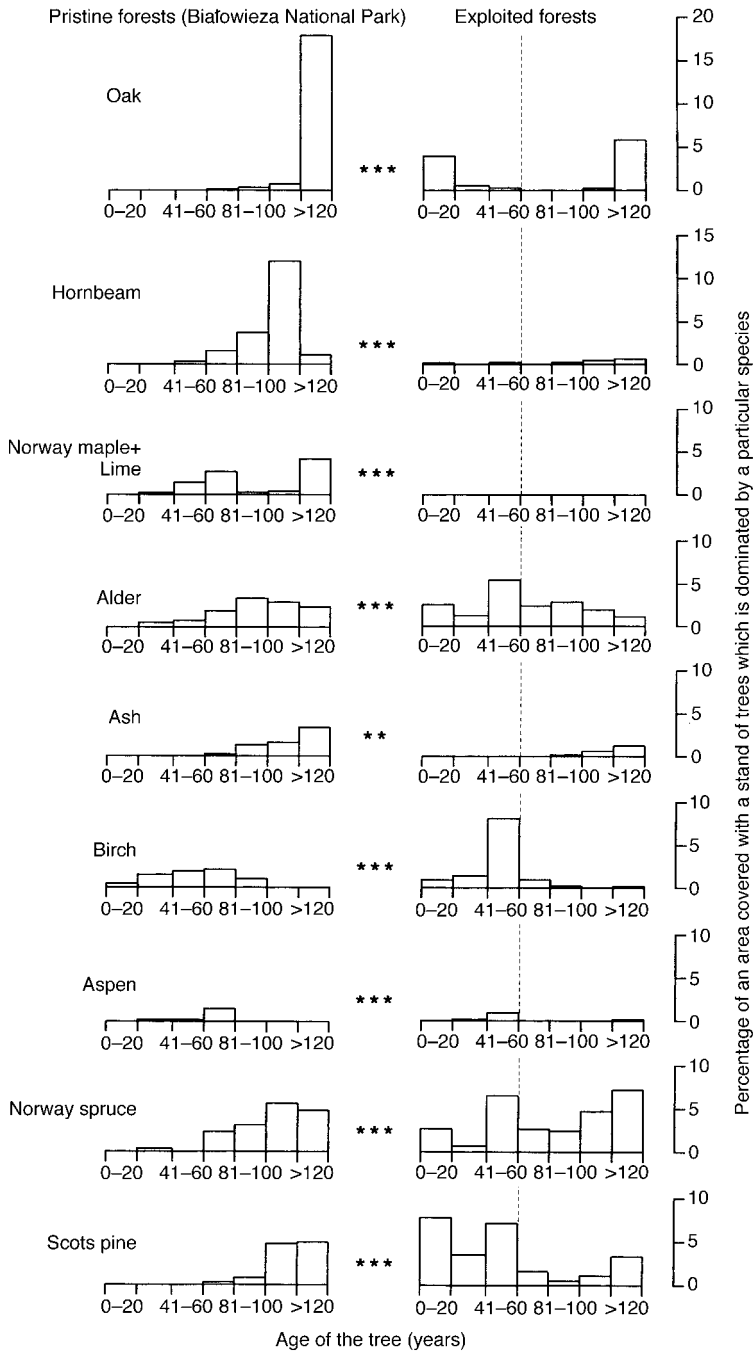 Pristine forests (Białowieza National Park) Exploited forests
Oak
***
20
15
10
5
0
0–20 41–60 81–100 >120 0–20 41–60 81–100 >120
Hornbeam
***
15
10
5
0
0–20 41–60 81–100 >120 0–20 41–60 81–100 >120
Norway maple+
Lime
***
10
5
0
0–20 41–60 81–100 >120 0–20 41–60 81–100 >120
Alder
***
10
5
0
0–20 41–60 81–100 >120 0–20 41–60 81–100 >120
Ash
**
10
5
0
0–20 41–60 81–100 >120 0–20 41–60 81–100 >120
Birch
***
10
5
0
0–20 41–60 81–100 >120 0–20 41–60 81–100 >120
Aspen
***
10
5
0
0–20 41–60 81–100 >120 0–20 41–60 81–100 >120
Norway spruce
***
10
5
0
0–20 41–60 81–100 >120 0–20 41–60 81–100 >120
Scots pine
***
10
5
0
0–20 41–60 81–100 >120 0–20 41–60 81–100 >120
Age of the tree (years)
Percentage of an area covered with a stand of trees which is dominated by a particular species